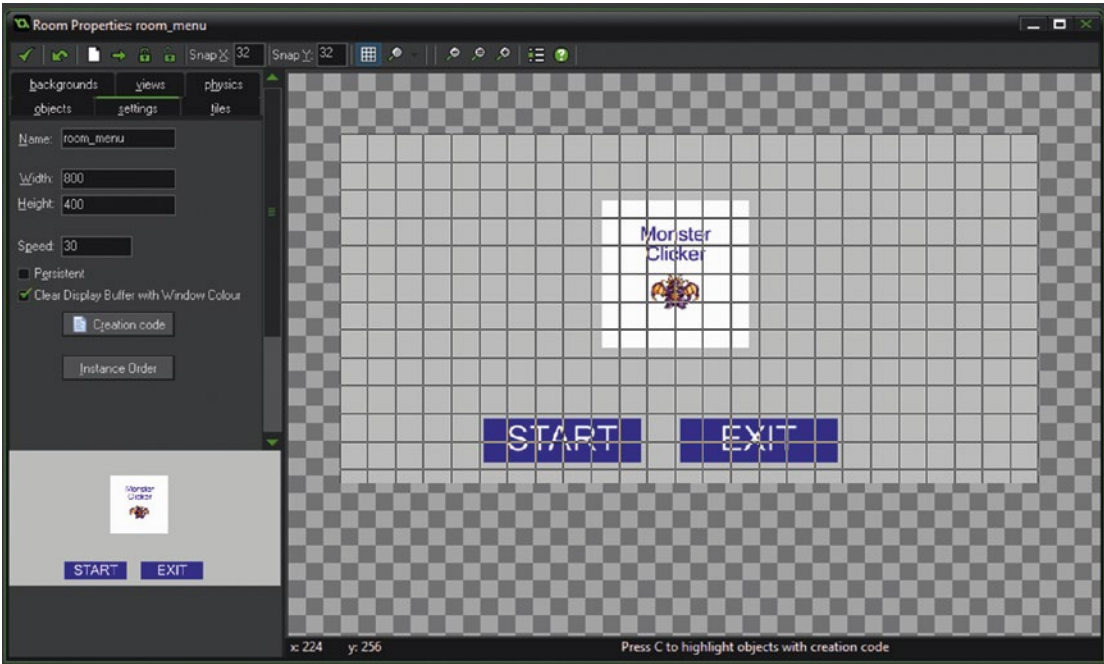 Room Properties: room_menu
Snap X: 32 Snap Y: 32
backgrounds views physics
objects settings tiles
Name: room_menu
Width: 800
Height: 400
Speed: 30
Persistent
Clear Display Buffer with Window Colour
Creation code
Instance Order
Monster
Clicker
START EXIT
Monster
Clicker
START EXIT
x: 224 y: 256 Press C to highlight objects with creation code